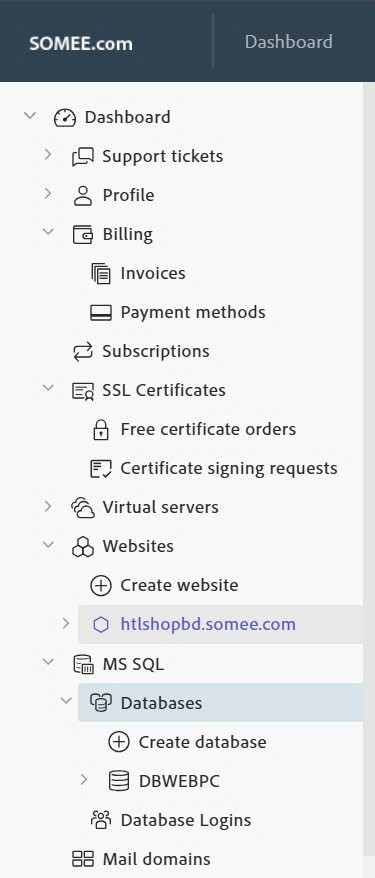 SOMEE.com Dashboard
Dashboard
Support tickets
Profile
Billing
Invoices
Payment methods
Subscriptions
SSL Certificates
Free certificate orders
Certificate signing requests
Virtual servers
Websites
Create website
htlshopbd.somee.com
MS SQL
Databases
Create database
DBWEBPC
Database Logins
Mail domains